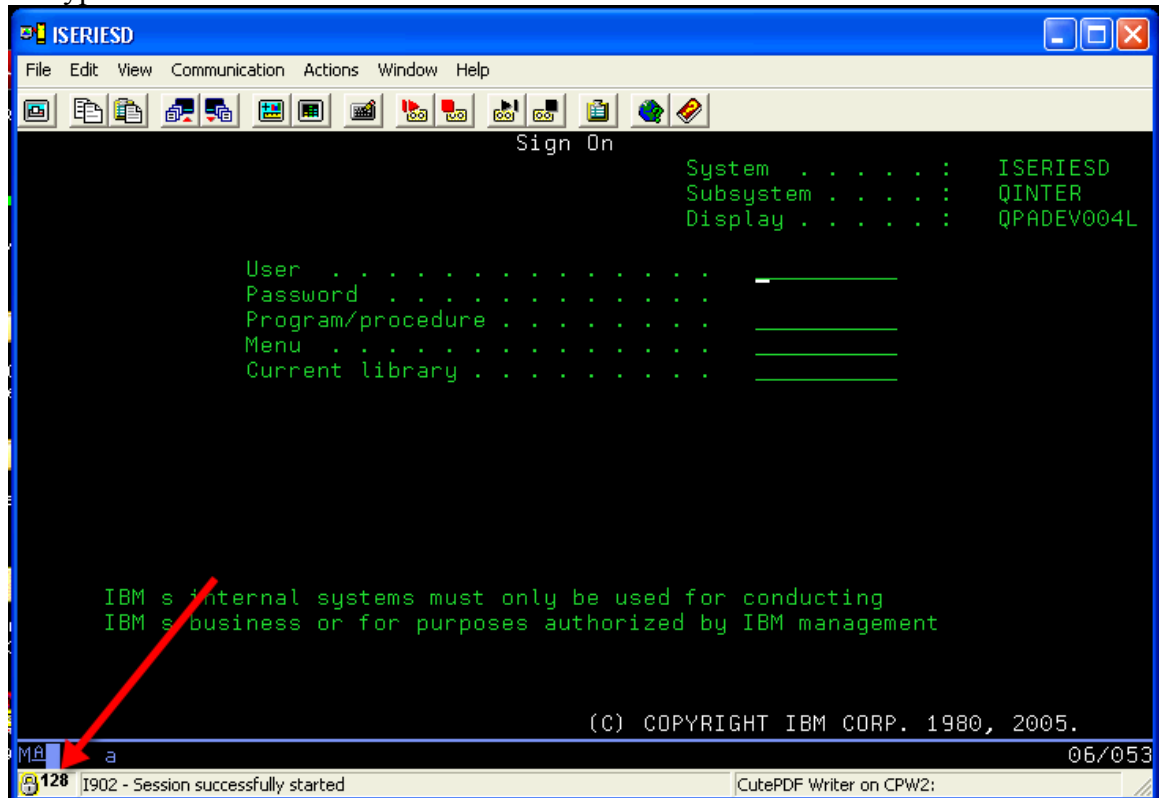 ISERIESD
File Edit View Communication Actions Window Help
Sign On
System . . . . . : ISERIESD
Subsystem . . . . : QINTER
Display . . . . . : QPADEV004L
User . . . . . . . . . . . . . .
Password . . . . . . . . . . . .
Program/procedure . . . . . . . .
Menu . . . . . . . . . . . . . .
Current library . . . . . . . . .
IBM s internal systems must only be used for conducting
IBM s business or for purposes authorized by IBM management
(C) COPYRIGHT IBM CORP. 1980, 2005.
MA a 06/053
128 I902 - Session successfully started CutePDF Writer on CPW2: